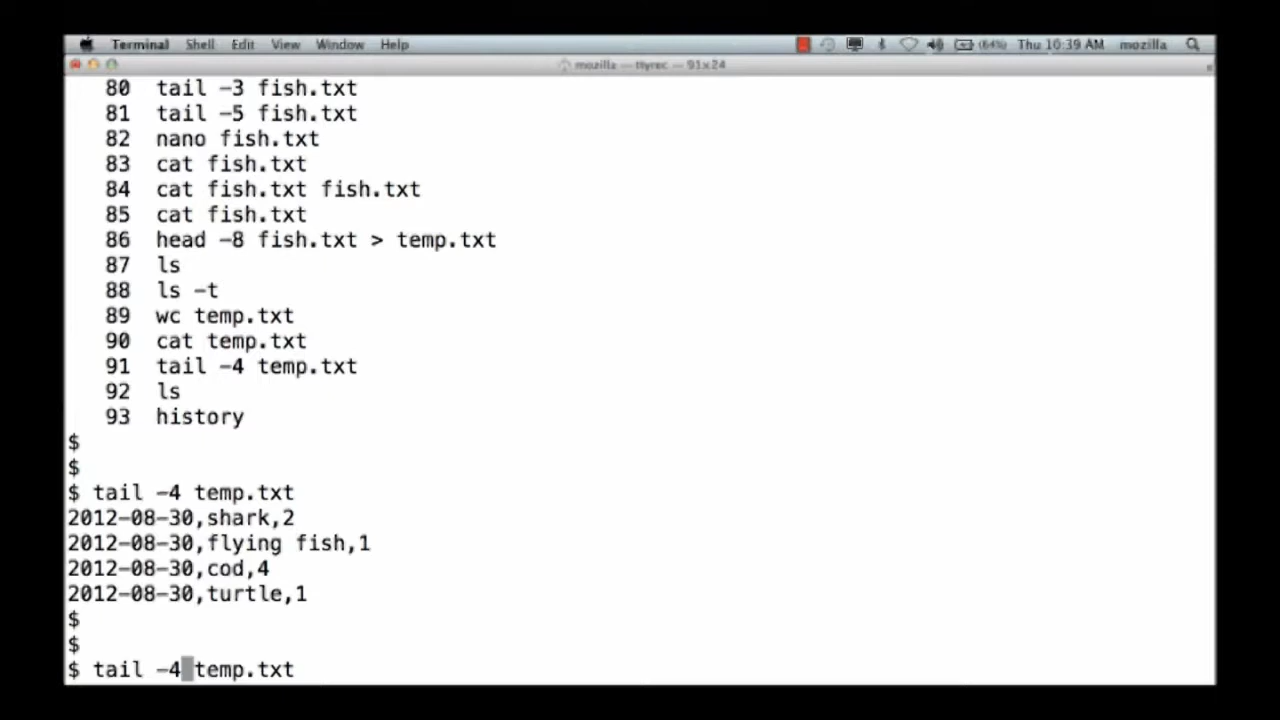 Terminal Shell Edit View Window Help (64%) Thu 10:39 AM mozilla
mozilla — ttyrec — 91×24
80 tail -3 fish.txt
81 tail -5 fish.txt
82 nano fish.txt
83 cat fish.txt
84 cat fish.txt fish.txt
85 cat fish.txt
86 head -8 fish.txt > temp.txt
87 ls
88 ls -t
89 wc temp.txt
90 cat temp.txt
91 tail -4 temp.txt
92 ls
93 history
$
$
$ tail -4 temp.txt
2012-08-30,shark,2
2012-08-30,flying fish,1
2012-08-30,cod,4
2012-08-30,turtle,1
$
$
$ tail -4 temp.txt